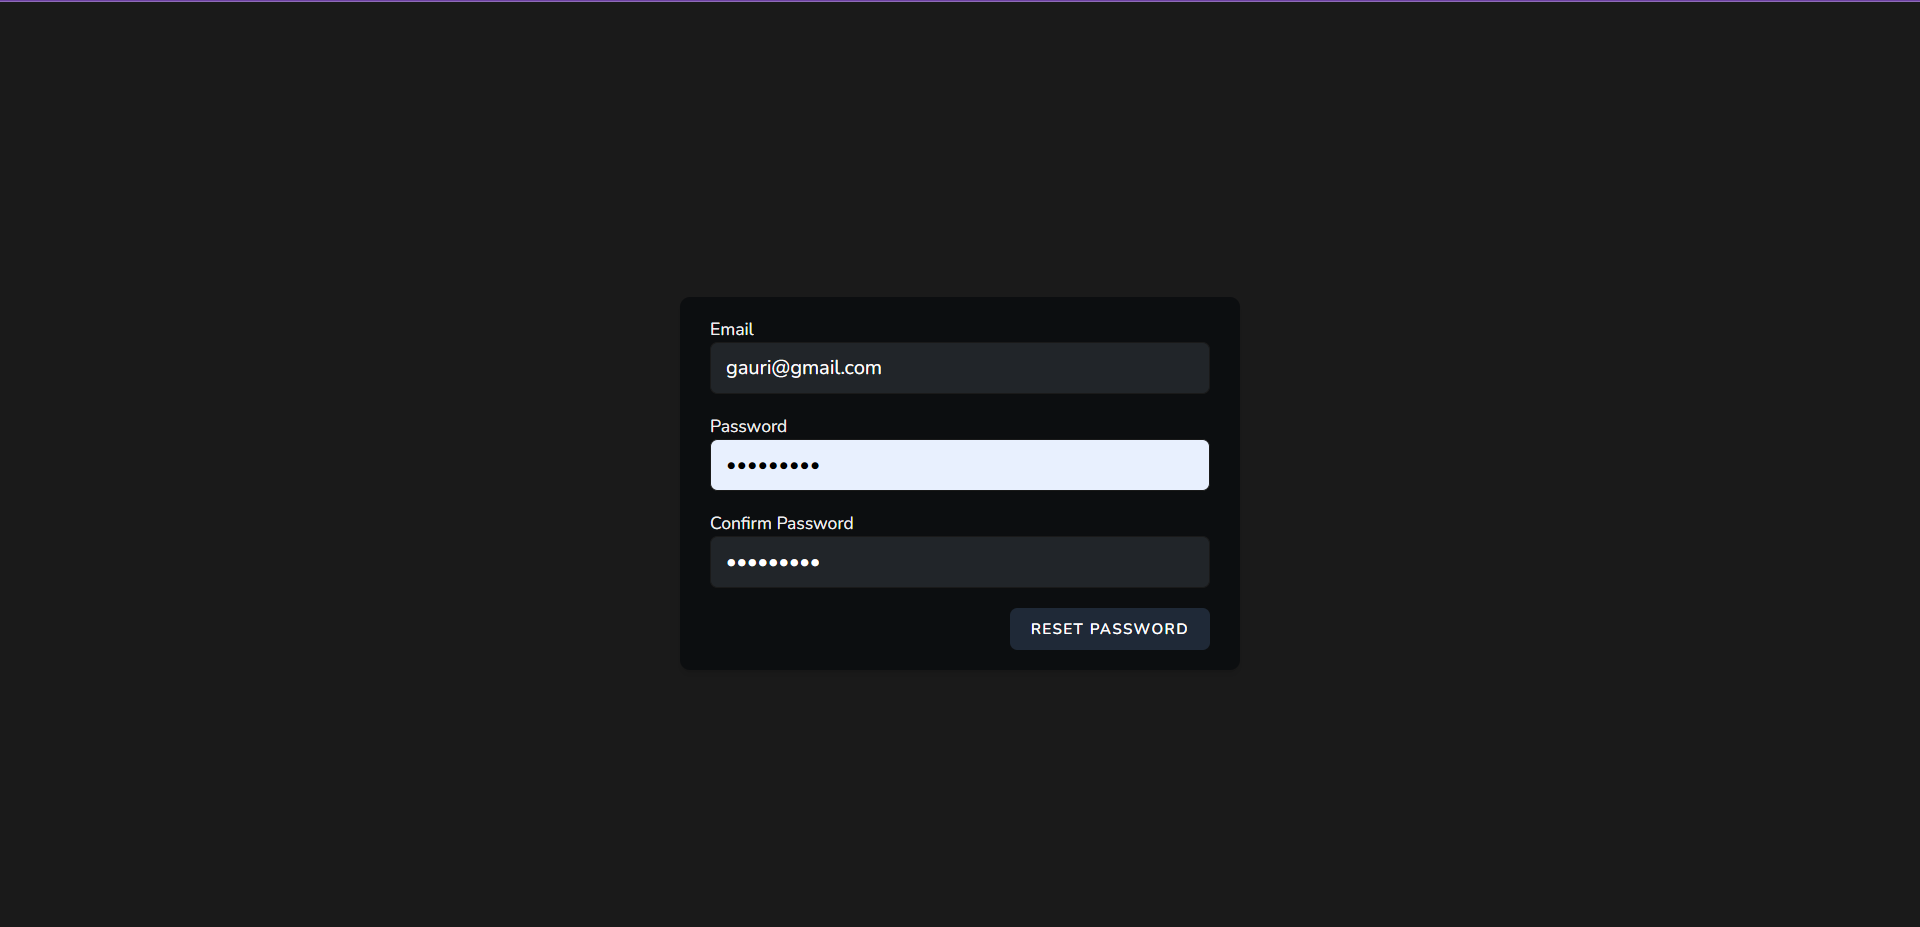 Email
gauri@gmail.com
Password
•••••••••
Confirm Password
•••••••••
RESET PASSWORD